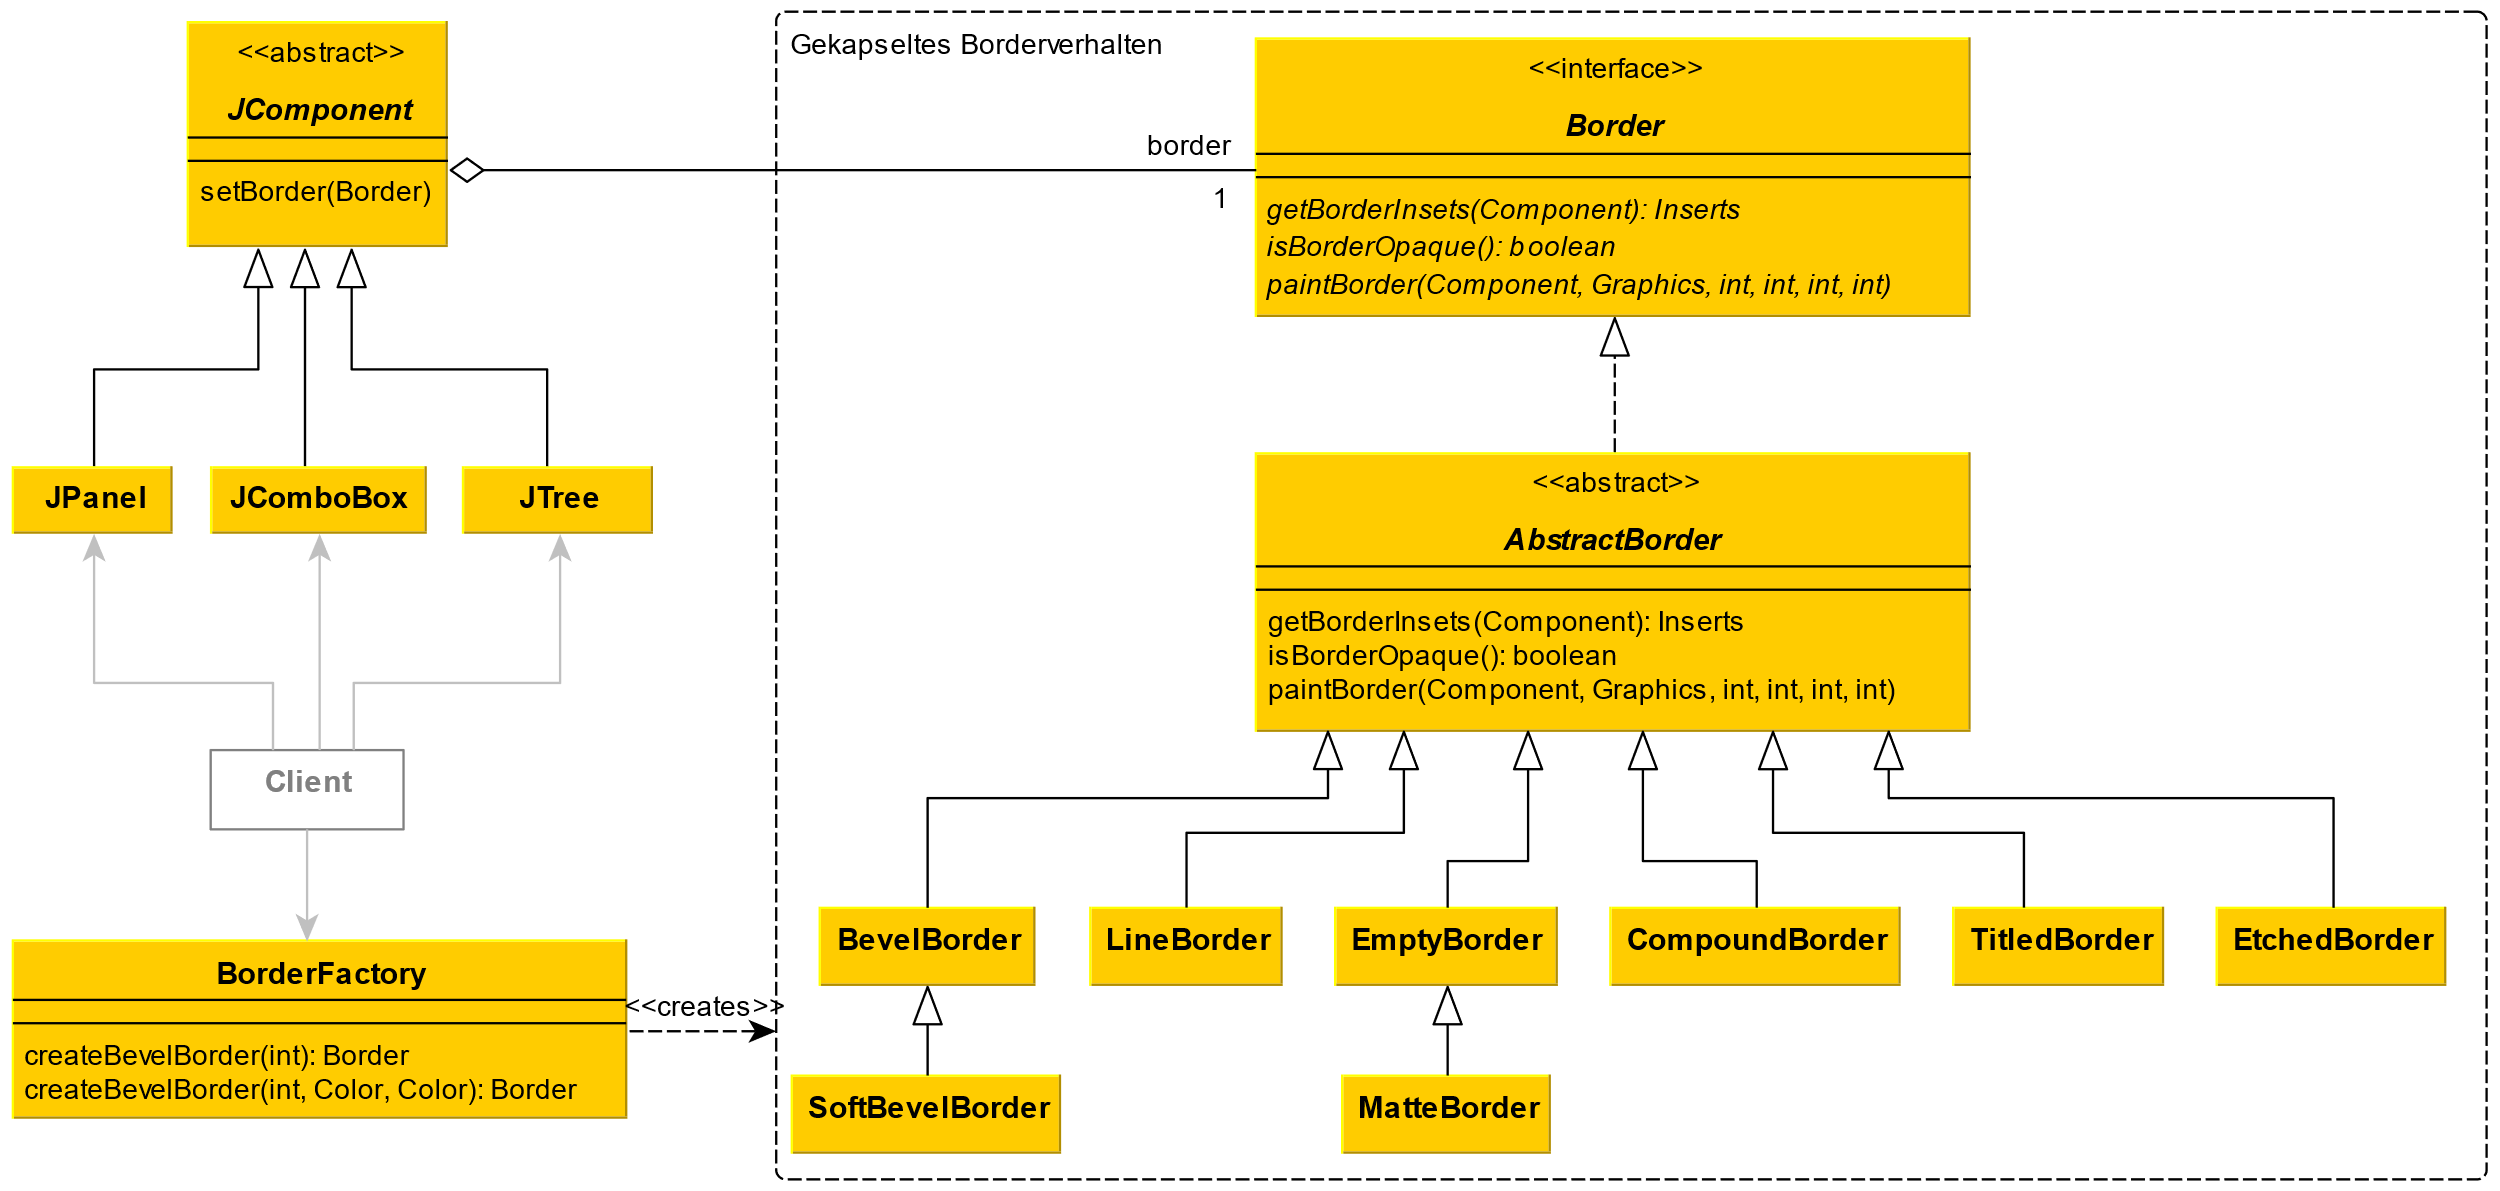 <<abstract>>
JComponent
setBorder(Border)
Gekapseltes Borderverhalten
<<interface>>
Border
border
1
getBorderInsets(Component): Inserts
isBorderOpaque(): boolean
paintBorder(Component, Graphics, int, int, int, int)
JPanel
JComboBox
JTree
<<abstract>>
AbstractBorder
getBorderInsets(Component): Inserts
isBorderOpaque(): boolean
paintBorder(Component, Graphics, int, int, int, int)
Client
BevelBorder
LineBorder
EmptyBorder
CompoundBorder
TitledBorder
EtchedBorder
BorderFactory
<<creates>>
createBevelBorder(int): Border
createBevelBorder(int, Color, Color): Border
SoftBevelBorder
MatteBorder